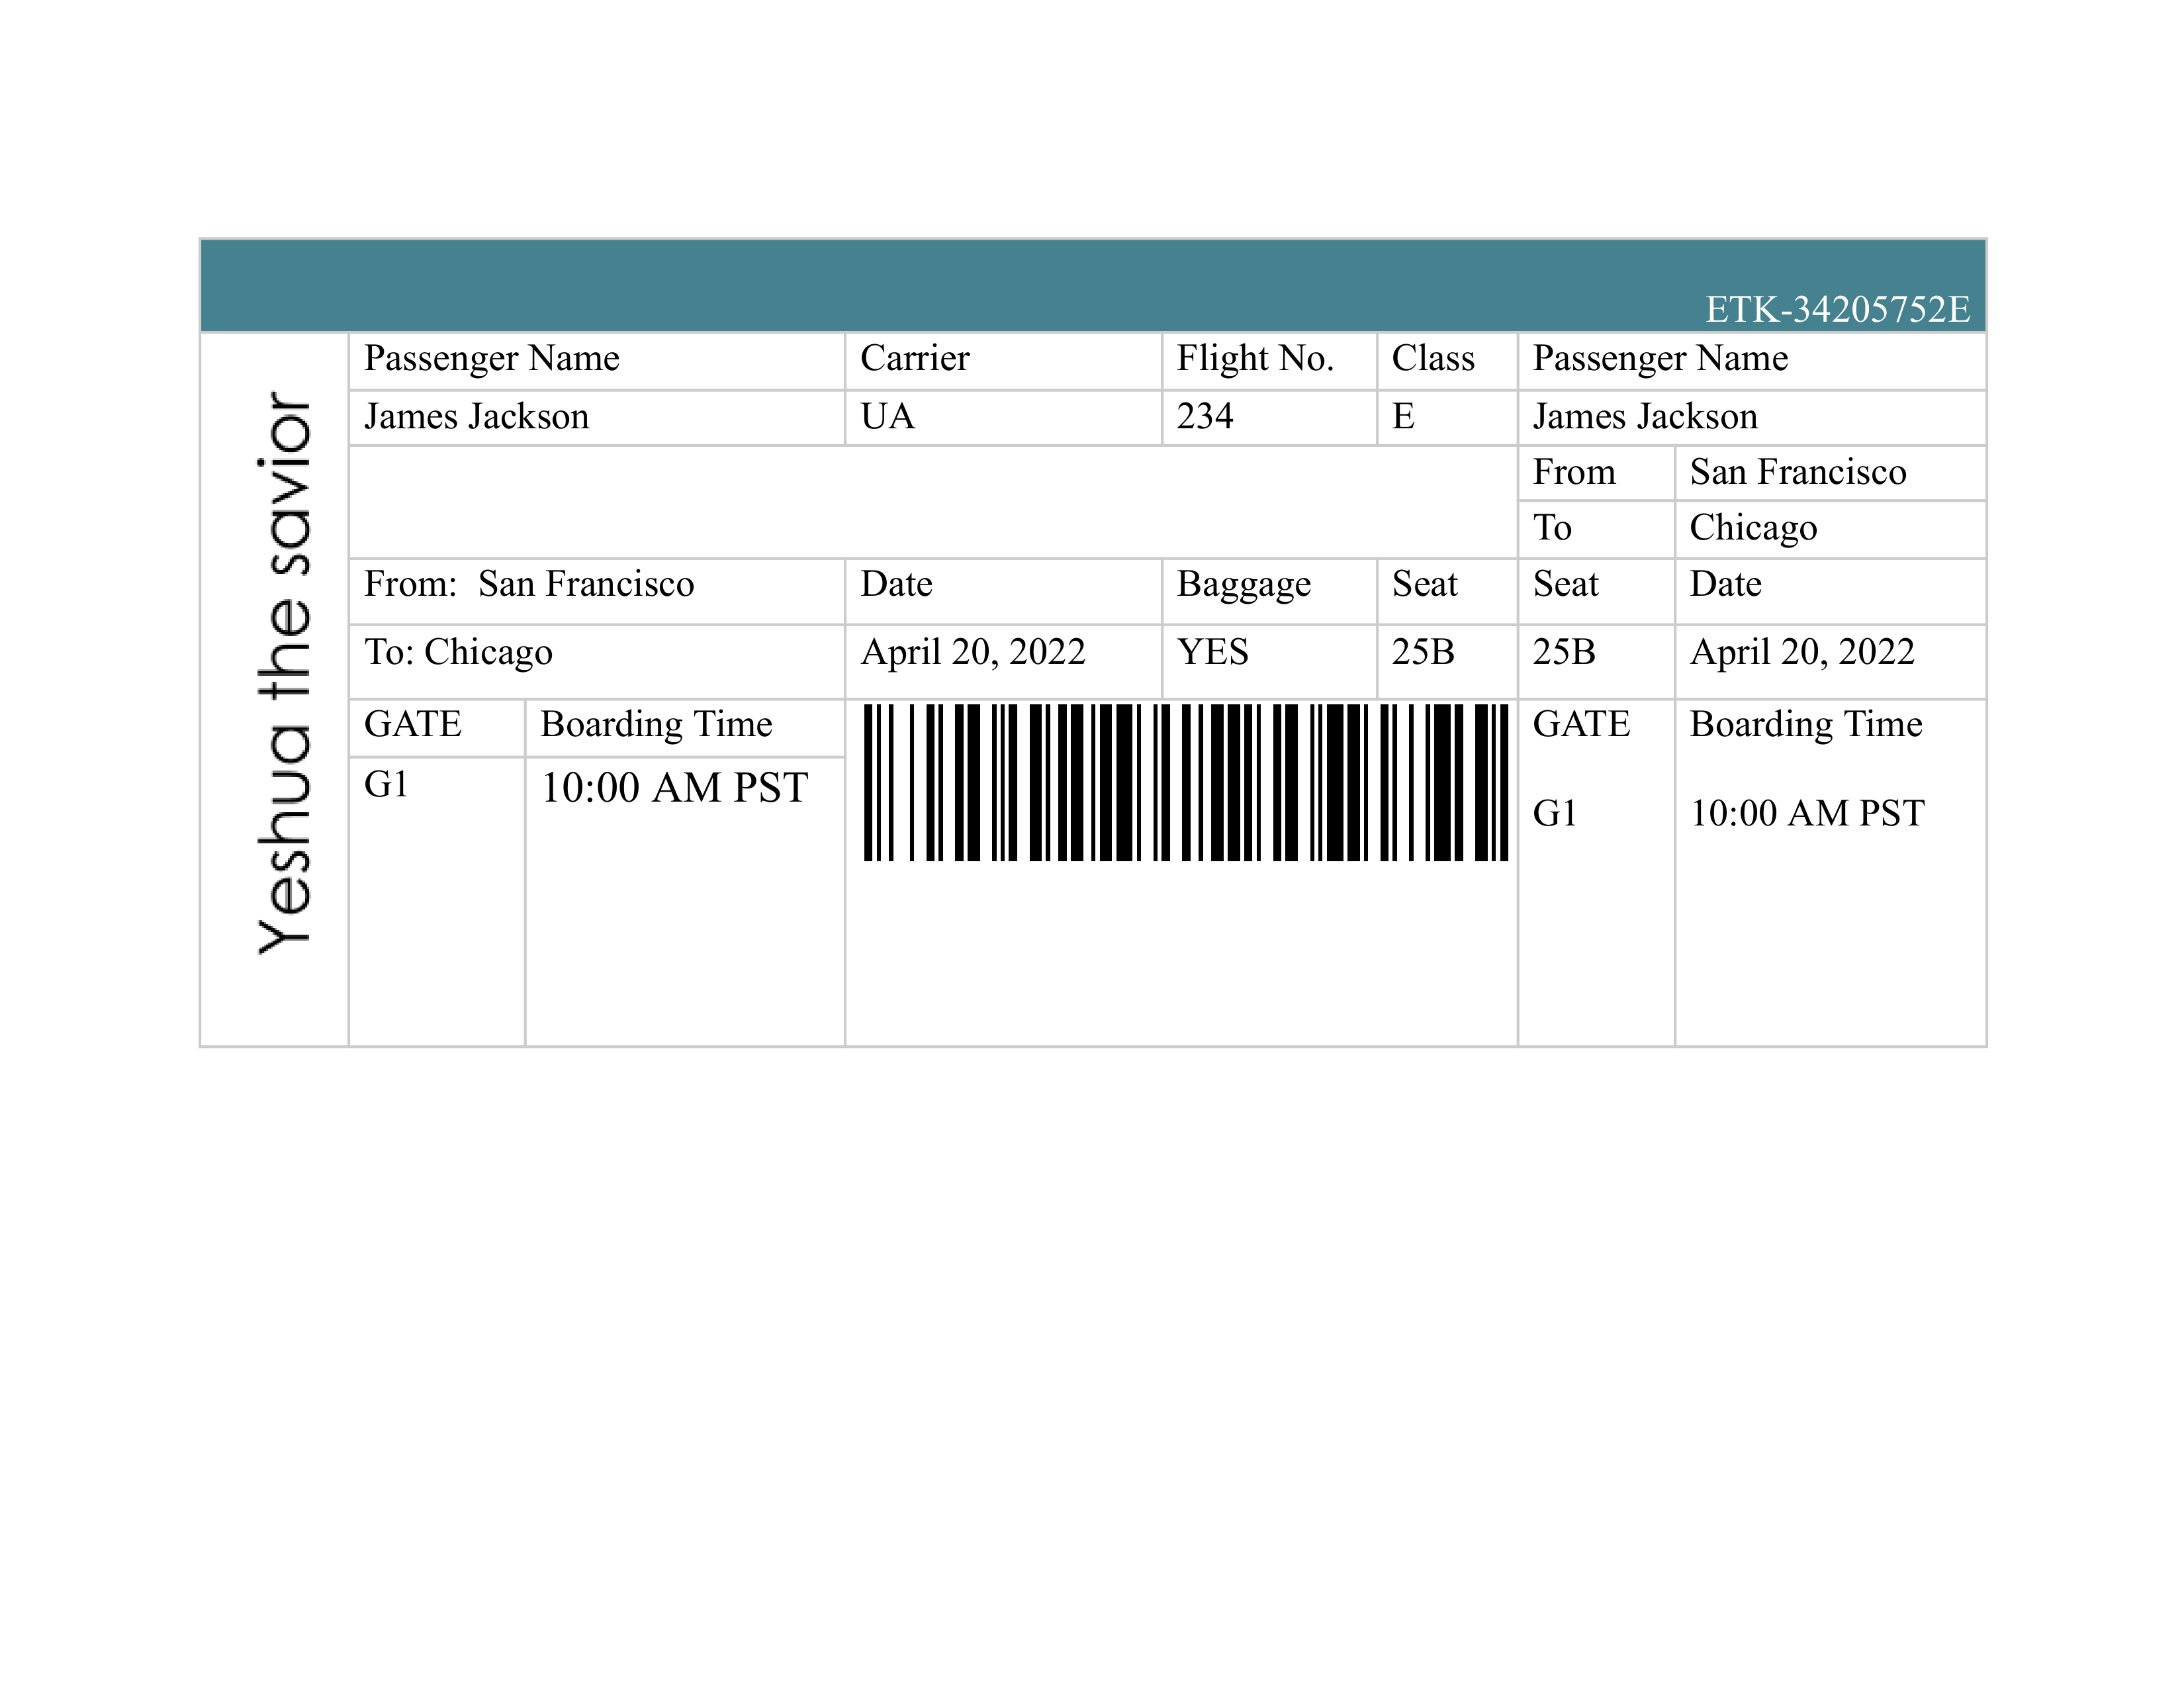 ETK-34205752E
Yeshua the savior
Passenger Name Carrier Flight No. Class Passenger Name
James Jackson UA 234 E James Jackson
From San Francisco
To Chicago
From: San Francisco Date Baggage Seat Seat Date
To: Chicago April 20, 2022 YES 25B 25B April 20, 2022
GATE Boarding Time GATE Boarding Time
G1 10:00 AM PST G1 10:00 AM PST